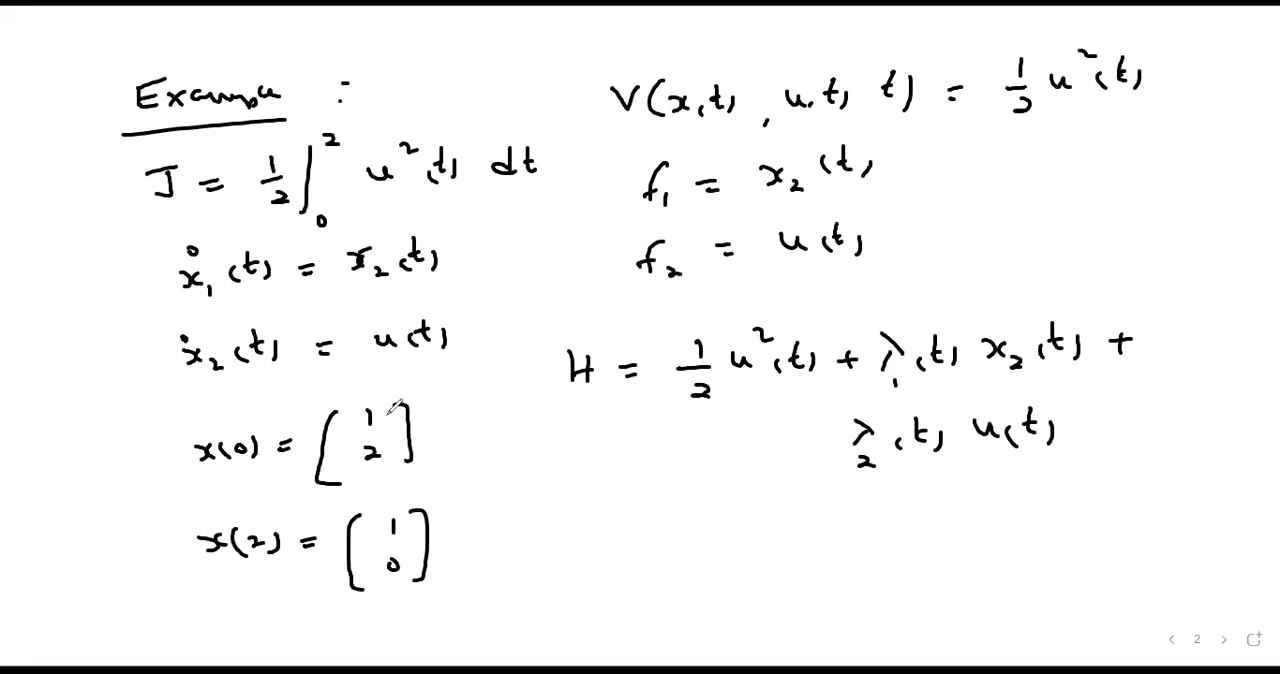 Example :
J = 1/2 ∫₀² u²(t) dt
ẋ₁(t) = x₂(t)
ẋ₂(t) = u(t)
x(0) = [1 2]
x(2) = [1 0]
V(x(t), u(t), t) = 1/2 u²(t)
f₁ = x₂(t)
f₂ = u(t)
H = 1/2 u²(t) + λ₁(t) x₂(t) +
λ₂(t) u(t)
2